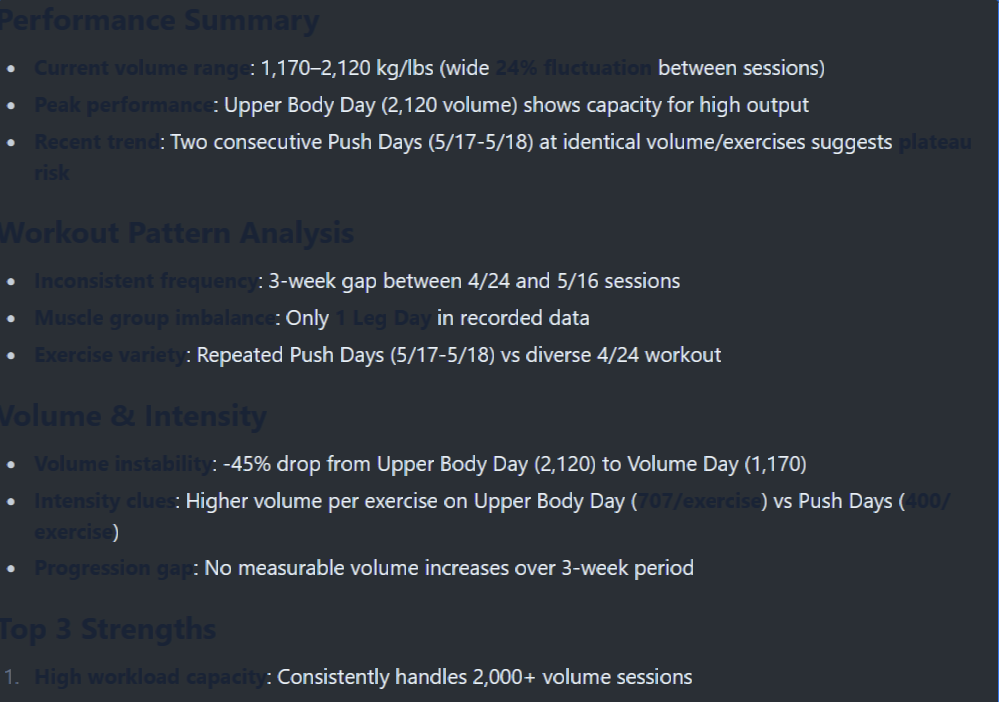 Performance Summary
• Current volume range: 1,170–2,120 kg/lbs (wide 24% fluctuation between sessions)
• Peak performance: Upper Body Day (2,120 volume) shows capacity for high output
• Recent trend: Two consecutive Push Days (5/17-5/18) at identical volume/exercises suggests plateau
risk
Workout Pattern Analysis
• Inconsistent frequency: 3-week gap between 4/24 and 5/16 sessions
• Muscle group imbalance: Only 1 Leg Day in recorded data
• Exercise variety: Repeated Push Days (5/17-5/18) vs diverse 4/24 workout
Volume & Intensity
• Volume instability: -45% drop from Upper Body Day (2,120) to Volume Day (1,170)
• Intensity clues: Higher volume per exercise on Upper Body Day (707/exercise) vs Push Days (400/
exercise)
• Progression gap: No measurable volume increases over 3-week period
Top 3 Strengths
1. High workload capacity: Consistently handles 2,000+ volume sessions